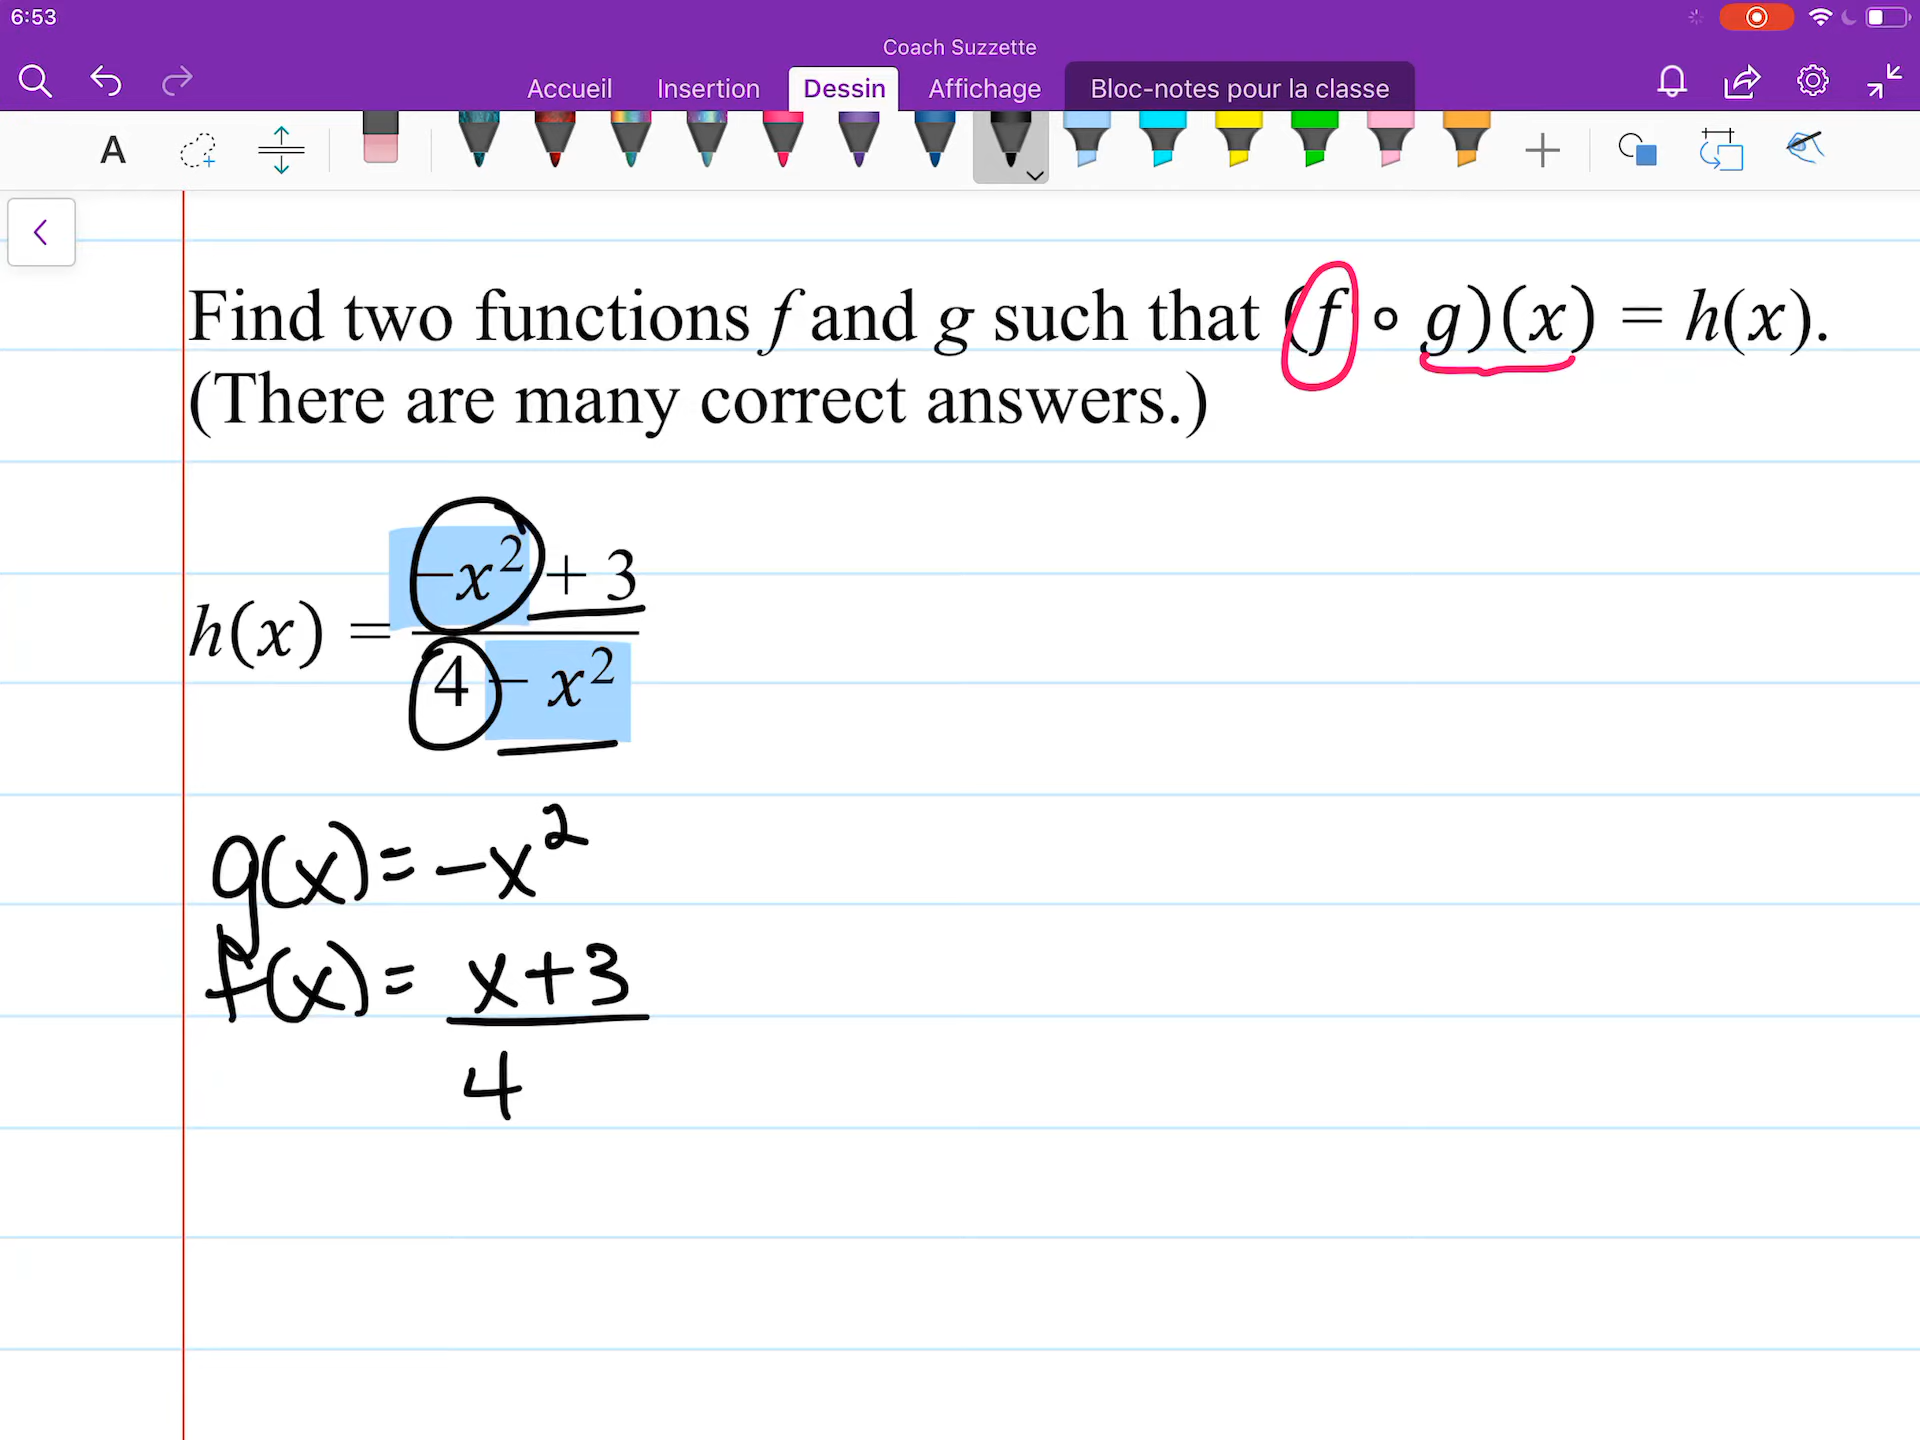 6:53
Coach Suzzette
Accueil Insertion Dessin Affichage Bloc-notes pour la classe
A
Find two functions f and g such that (f ∘ g)(x) = h(x).
(There are many correct answers.)
h(x) = (−x² + 3)/(4 − x²)
g(x) = −x²
f(x) = x+3
4